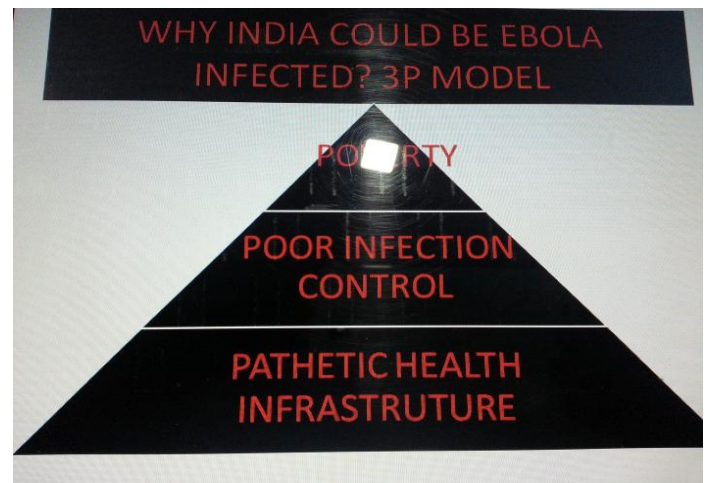 WHY INDIA COULD BE EBOLA
INFECTED? 3P MODEL
POOR INFECTION
CONTROL
PATHETIC HEALTH
INFRASTRUTURE